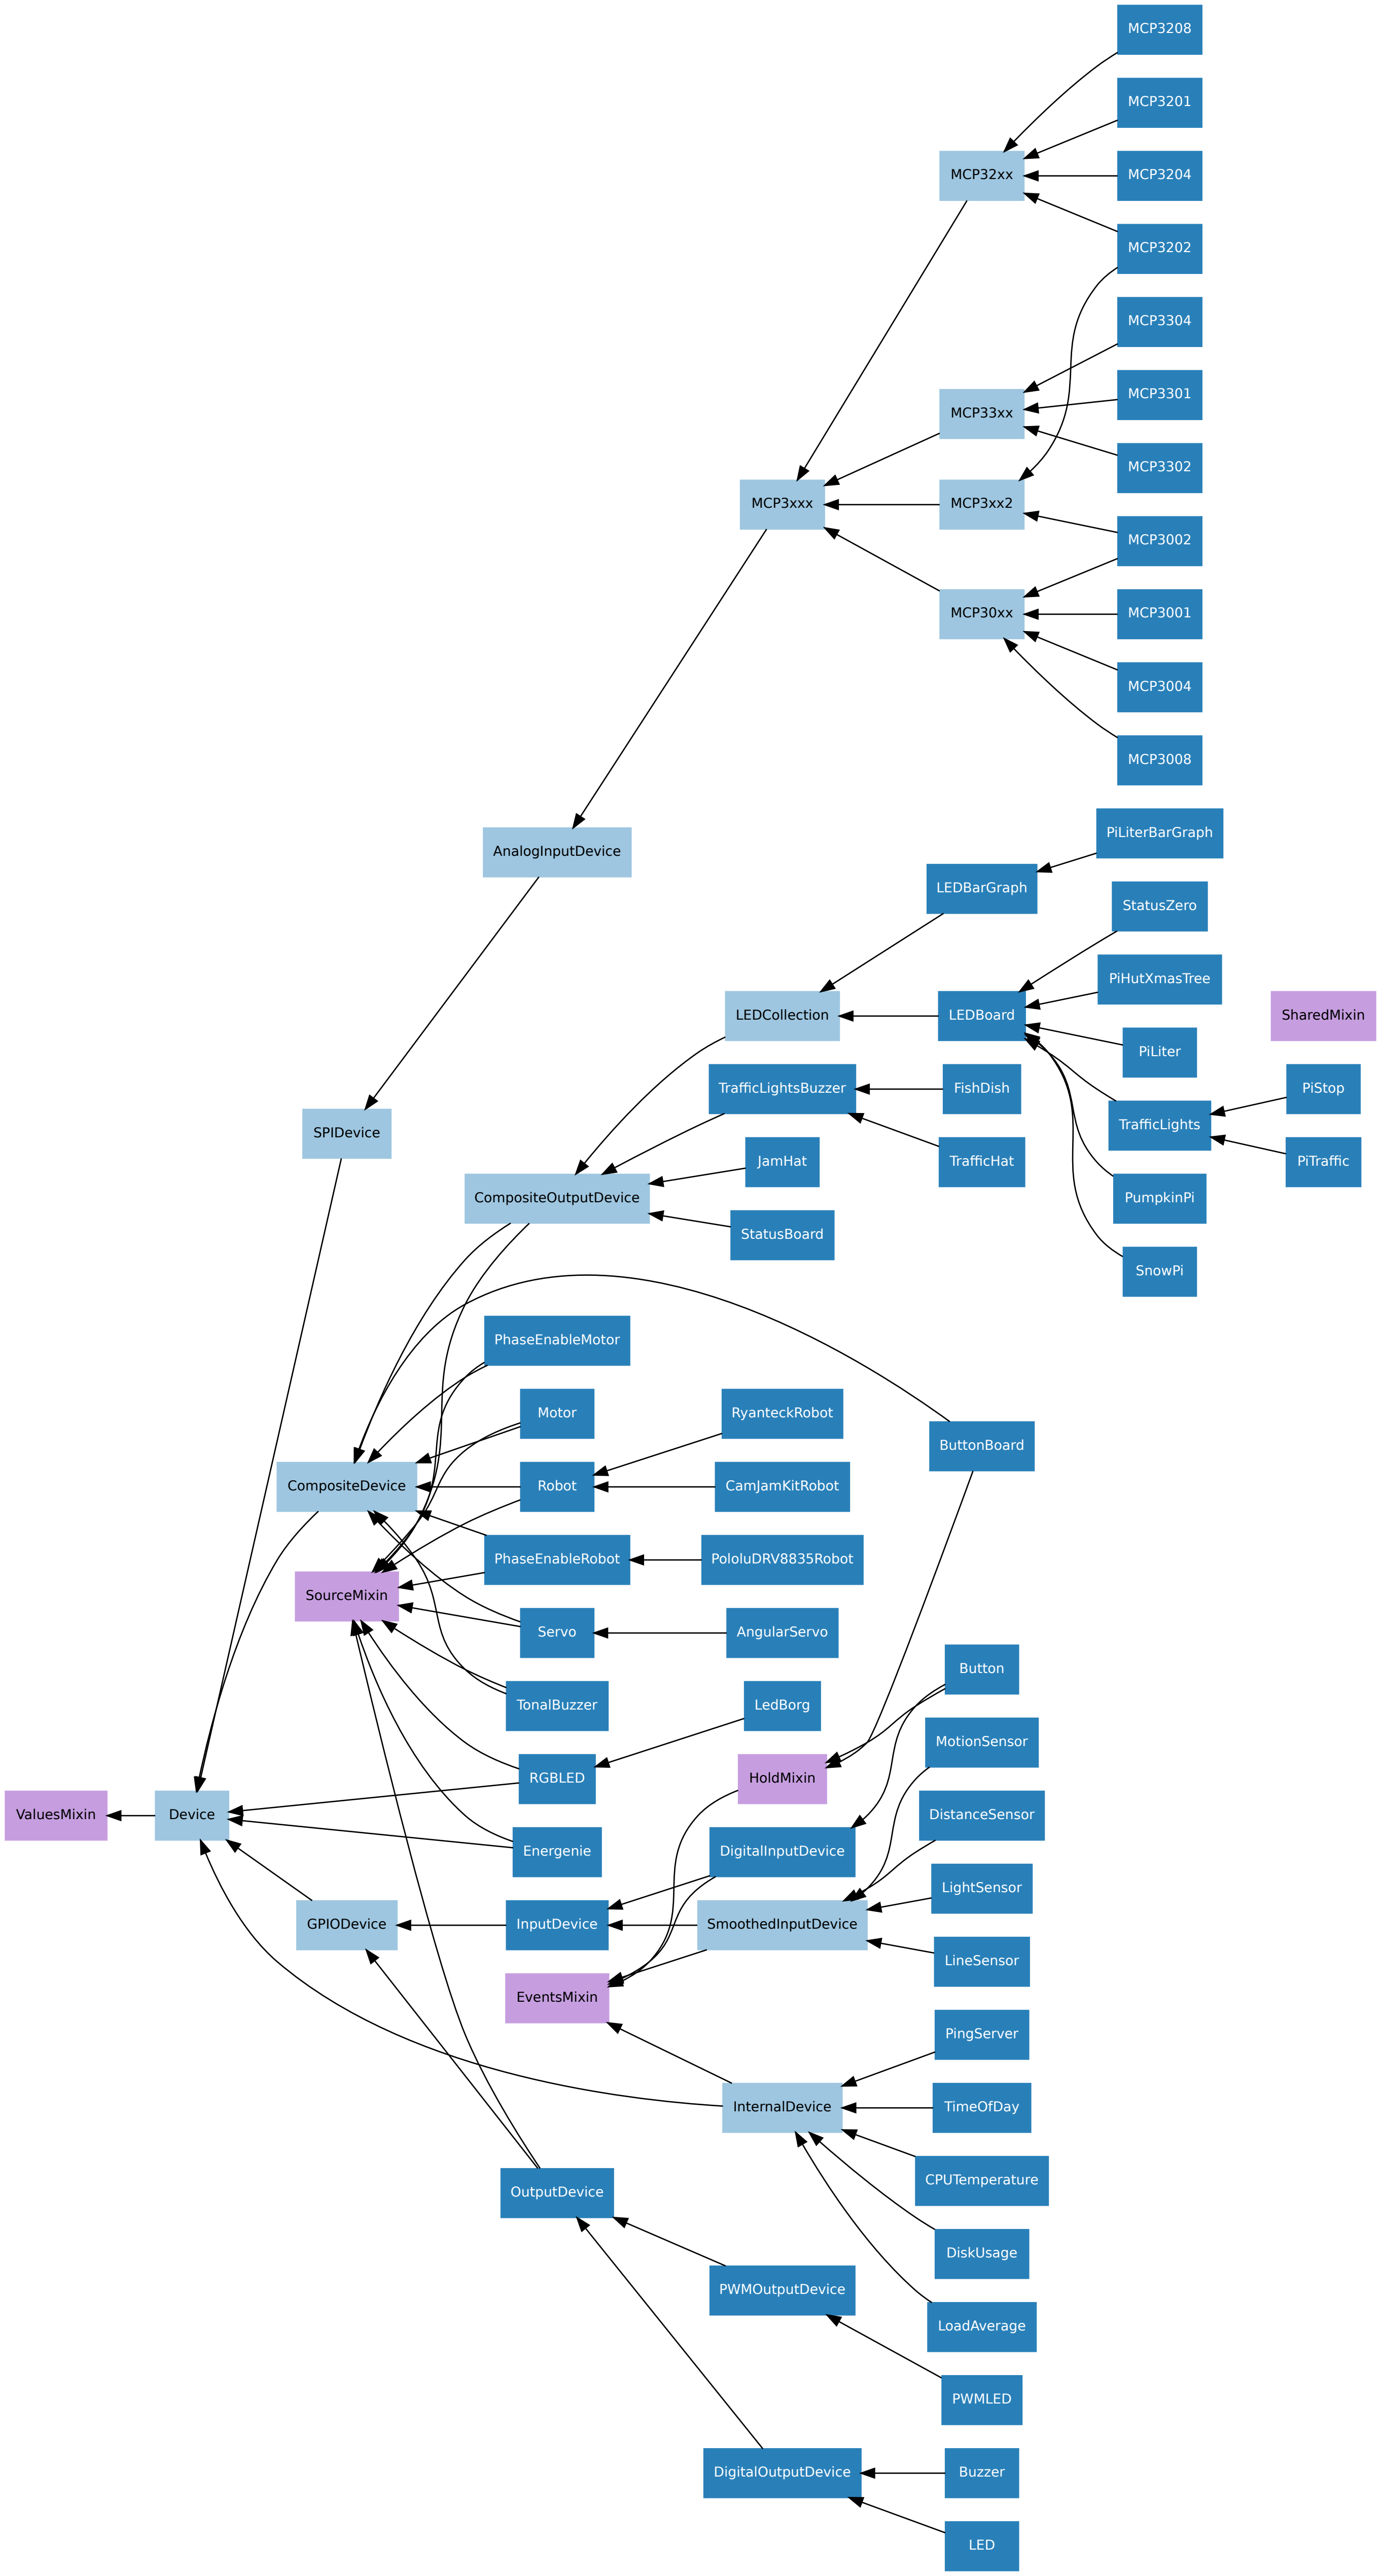 MCP3208
MCP3201
MCP32xx
MCP3204
MCP3202
MCP3304
MCP3301
MCP33xx
MCP3302
MCP3xxx
MCP3xx2
MCP3002
MCP30xx
MCP3001
MCP3004
MCP3008
PiLiterBarGraph
AnalogInputDevice
LEDBarGraph
StatusZero
PiHutXmasTree
LEDCollection
LEDBoard
SharedMixin
PiLiter
TrafficLightsBuzzer
FishDish
PiStop
SPIDevice
TrafficLights
JamHat
TrafficHat
PiTraffic
CompositeOutputDevice
PumpkinPi
StatusBoard
SnowPi
PhaseEnableMotor
Motor
RyanteckRobot
ButtonBoard
CompositeDevice
Robot
CamJamKitRobot
PhaseEnableRobot
PololuDRV8835Robot
SourceMixin
Servo
AngularServo
Button
TonalBuzzer
LedBorg
MotionSensor
RGBLED
HoldMixin
ValuesMixin
Device
DistanceSensor
Energenie
DigitalInputDevice
LightSensor
GPIODevice
InputDevice
SmoothedInputDevice
LineSensor
EventsMixin
PingServer
InternalDevice
TimeOfDay
CPUTemperature
OutputDevice
DiskUsage
PWMOutputDevice
LoadAverage
PWMLED
DigitalOutputDevice
Buzzer
LED